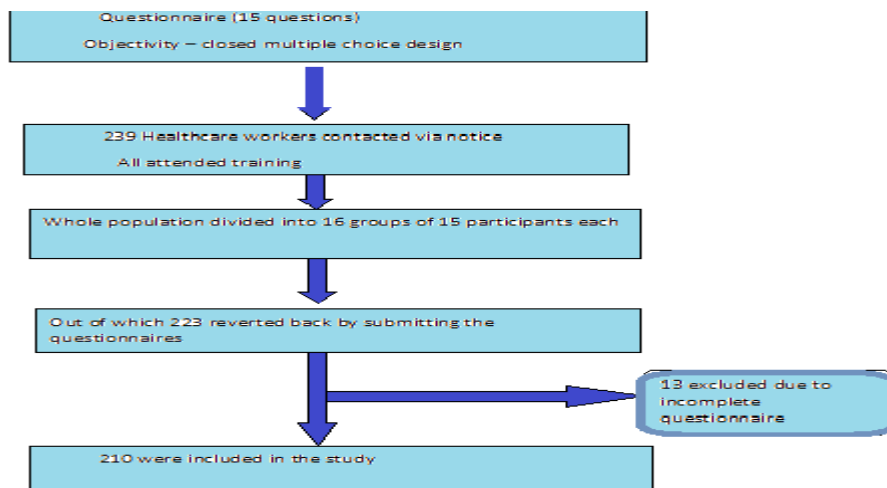 Questionnaire (15 questions)
Objectivity – closed multiple choice design
239 Healthcare workers contacted via notice
All attended training
Whole population divided into 16 groups of 15 participants each
Out of which 223 reverted back by submitting the
questionnaires
13 excluded due to
incomplete
questionnaire
210 were included in the study